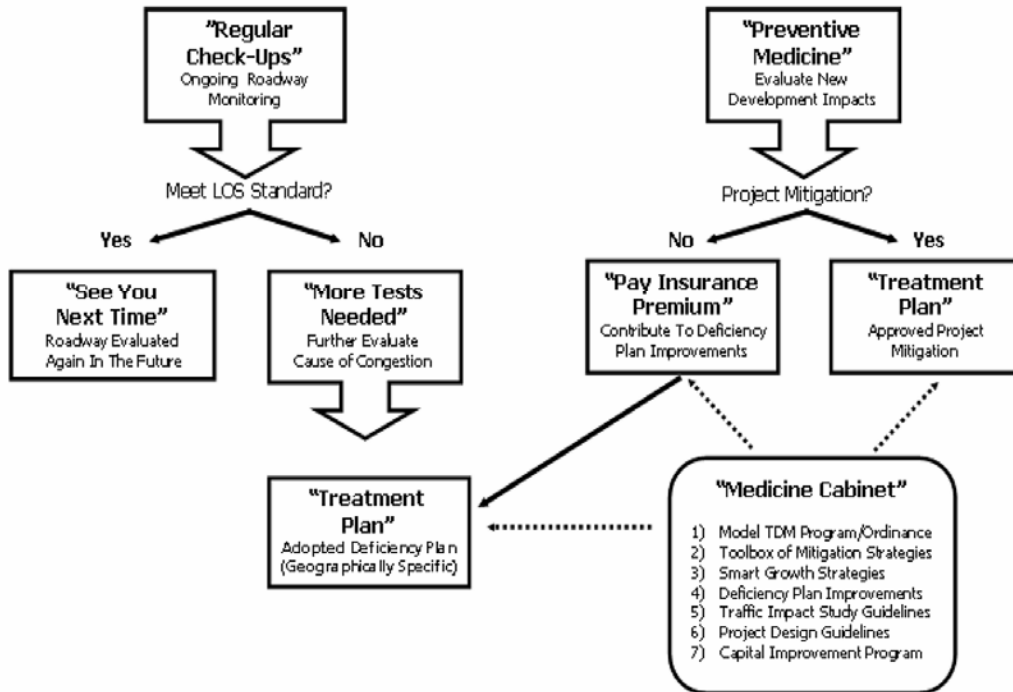 "Regular
Check-Ups"
Ongoing Roadway
Monitoring
"Preventive
Medicine"
Evaluate New
Development Impacts
Meet LOS Standard?
Project Mitigation?
Yes
No
No
Yes
"See You
Next Time"
Roadway Evaluated
Again In The Future
"More Tests
Needed"
Further Evaluate
Cause of Congestion
"Pay Insurance
Premium"
Contribute To Deficiency
Plan Improvements
"Treatment
Plan"
Approved Project
Mitigation
"Treatment
Plan"
Adopted Deficiency Plan
(Geographically Specific)
"Medicine Cabinet"
1) Model TDM Program/Ordinance
2) Toolbox of Mitigation Strategies
3) Smart Growth Strategies
4) Deficiency Plan Improvements
5) Traffic Impact Study Guidelines
6) Project Design Guidelines
7) Capital Improvement Program